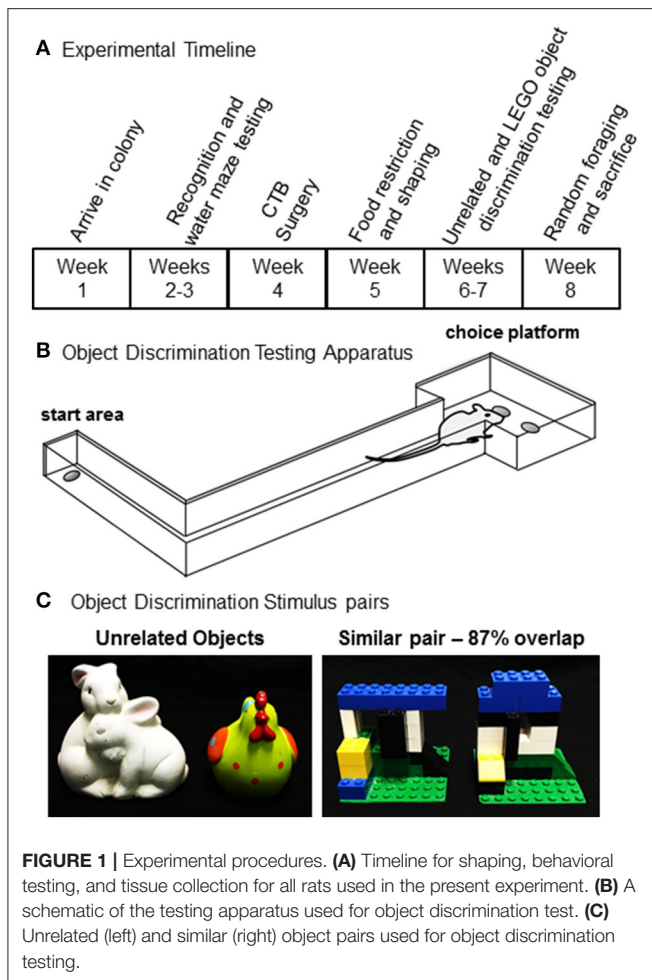 A Experimental Timeline
Arrive in colony
Recognition and
water maze testing
CTB
Surgery
Food restriction
and shaping
Unrelated and LEGO object
discrimination testing
Random foraging
and sacrifice
Week
1
Weeks
2-3
Week
4
Week
5
Weeks
6-7
Week
8
B Object Discrimination Testing Apparatus
choice platform
start area
C Object Discrimination Stimulus pairs
Unrelated Objects
Similar pair – 87% overlap
FIGURE 1 | Experimental procedures. (A) Timeline for shaping, behavioral
testing, and tissue collection for all rats used in the present experiment. (B) A
schematic of the testing apparatus used for object discrimination test. (C)
Unrelated (left) and similar (right) object pairs used for object discrimination
testing.